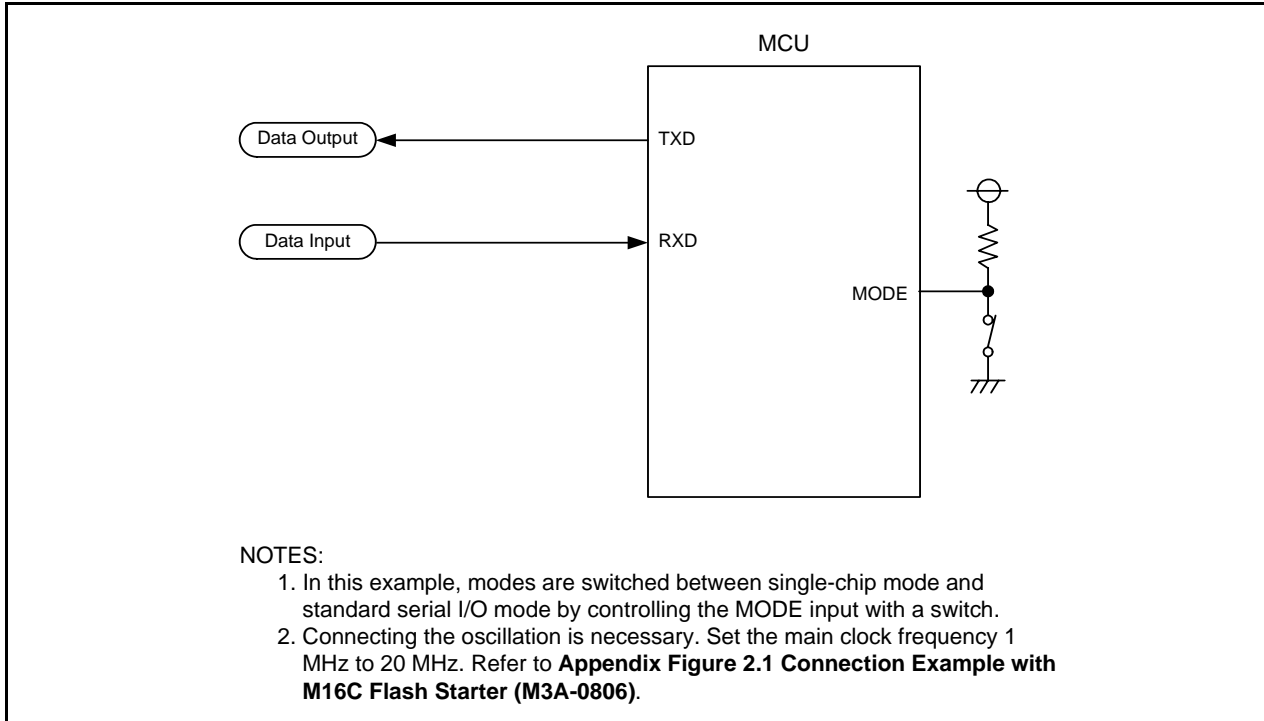 MCU
Data Output
TXD
Data Input
RXD
MODE
NOTES:
1. In this example, modes are switched between single-chip mode and
standard serial I/O mode by controlling the MODE input with a switch.
2. Connecting the oscillation is necessary. Set the main clock frequency 1
MHz to 20 MHz. Refer to Appendix Figure 2.1 Connection Example with
M16C Flash Starter (M3A-0806).